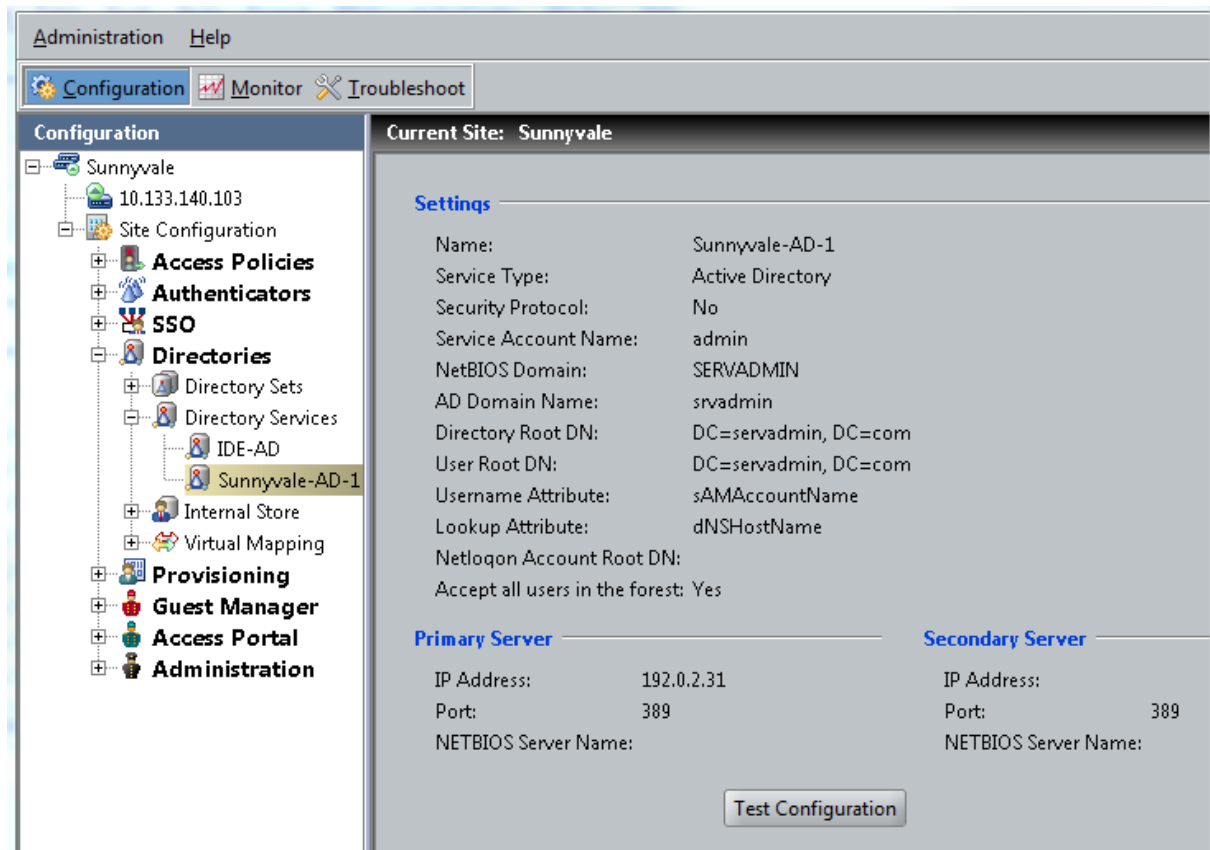 Administration Help
Configuration Monitor Troubleshoot
Configuration
Sunnyvale
10.133.140.103
Site Configuration
Access Policies
Authenticators
SSO
Directories
Directory Sets
Directory Services
IDE-AD
Sunnyvale-AD-1
Internal Store
Virtual Mapping
Provisioning
Guest Manager
Access Portal
Administration
Current Site: Sunnyvale
Settings
Name: Sunnyvale-AD-1
Service Type: Active Directory
Security Protocol: No
Service Account Name: admin
NetBIOS Domain: SERVADMIN
AD Domain Name: srvadmin
Directory Root DN: DC=servadmin, DC=com
User Root DN: DC=servadmin, DC=com
Username Attribute: sAMAccountName
Lookup Attribute: dNSHostName
Netlogon Account Root DN:
Accept all users in the forest: Yes
Primary Server
IP Address: 192.0.2.31
Port: 389
NETBIOS Server Name:
Secondary Server
IP Address:
Port: 389
NETBIOS Server Name:
Test Configuration